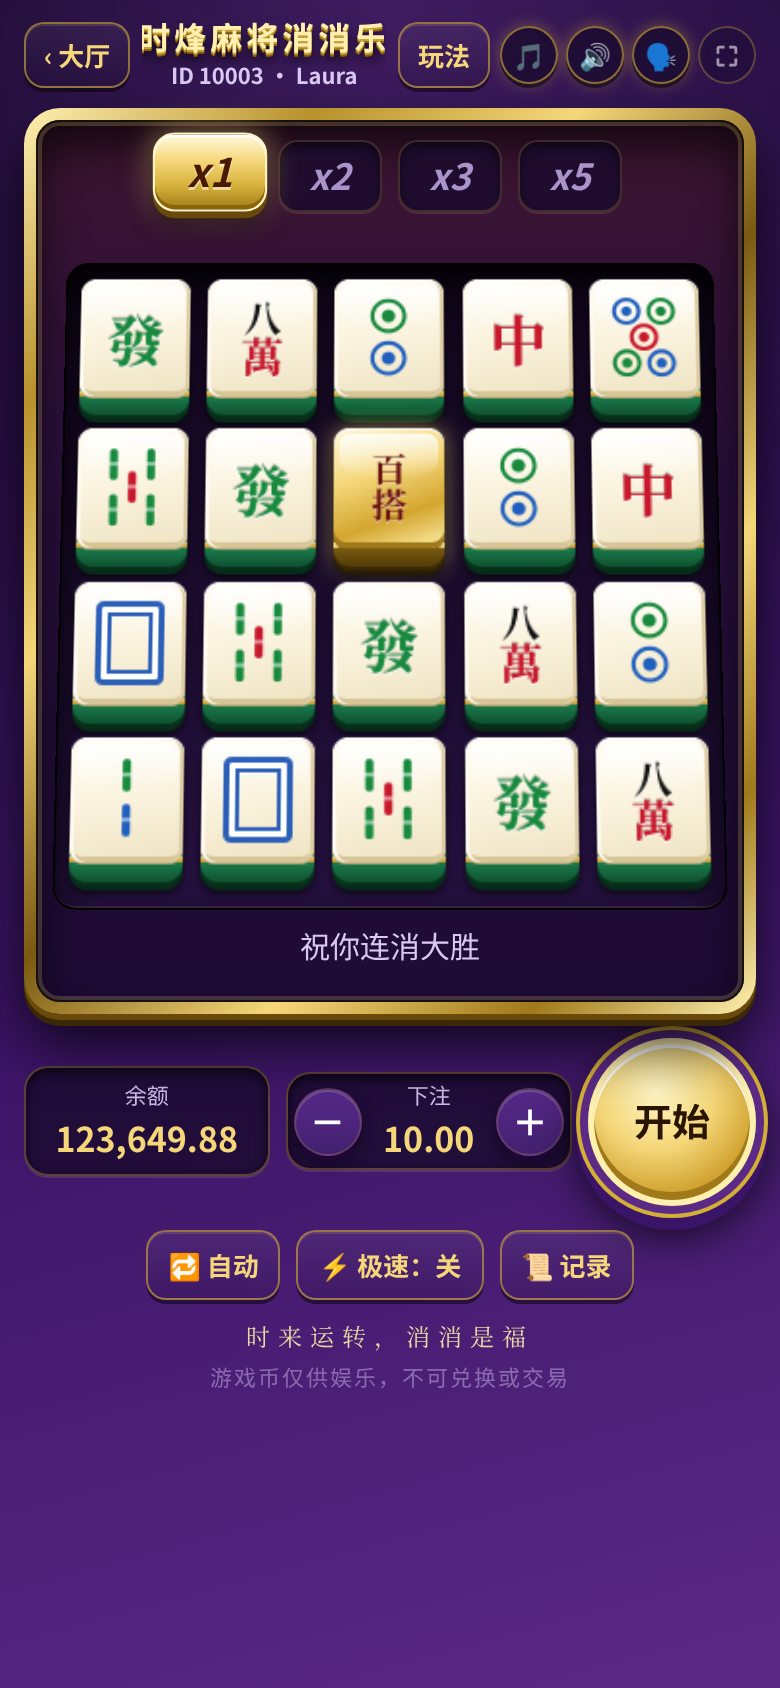 ‹ 大厅
时烽麻将消消乐
ID 10003 · Laura
玩法
x1 x2 x3 x5
發 八萬 中
發 百搭 中
發 八萬
發 八萬
祝你连消大胜
余额
123,649.88
下注
− 10.00 +
开始
自动
极速：关
记录
时来运转，消消是福
游戏币仅供娱乐，不可兑换或交易